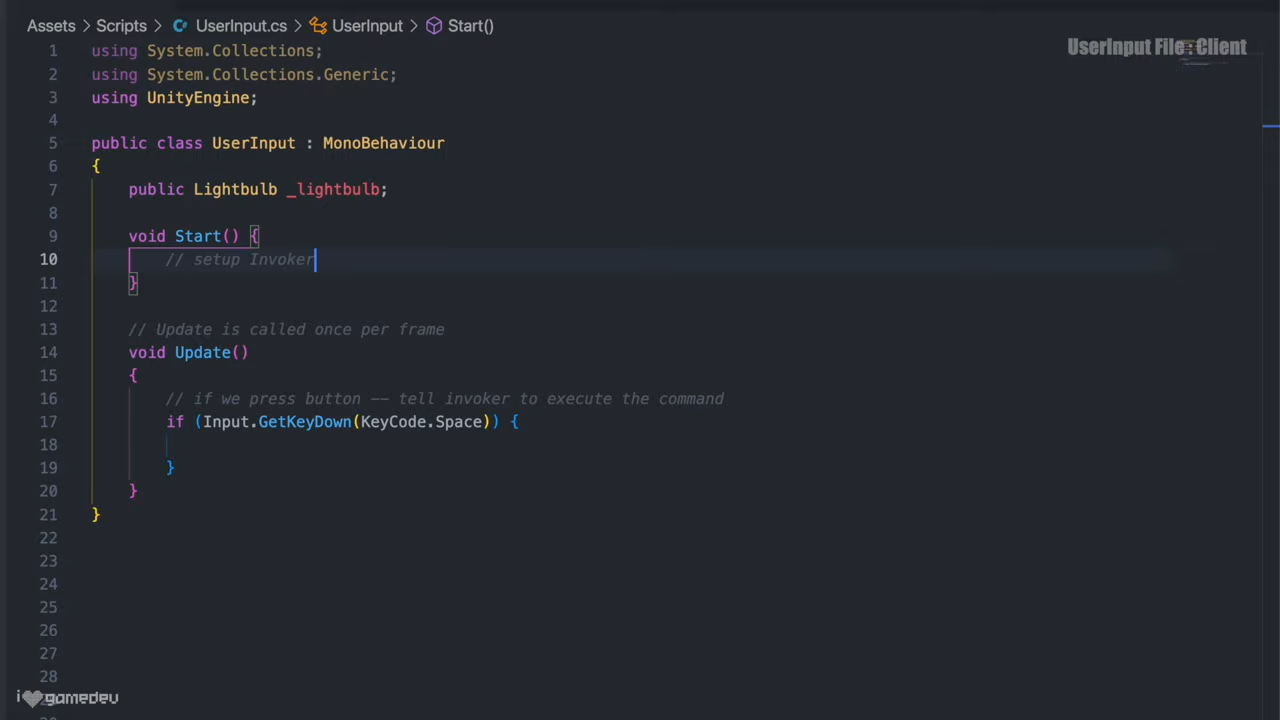 Assets > Scripts > UserInput.cs > UserInput > Start()
UserInput File: Client
1 using System.Collections;
2 using System.Collections.Generic;
3 using UnityEngine;
4
5 public class UserInput : MonoBehaviour
6 {
7 public Lightbulb _lightbulb;
8
9 void Start() {
10 // setup Invoker
11 }
12
13 // Update is called once per frame
14 void Update()
15 {
16 // if we press button -- tell invoker to execute the command
17 if (Input.GetKeyDown(KeyCode.Space)) {
18
19 }
20 }
21 }
22
23
24
25
26
27
28
i gamedev